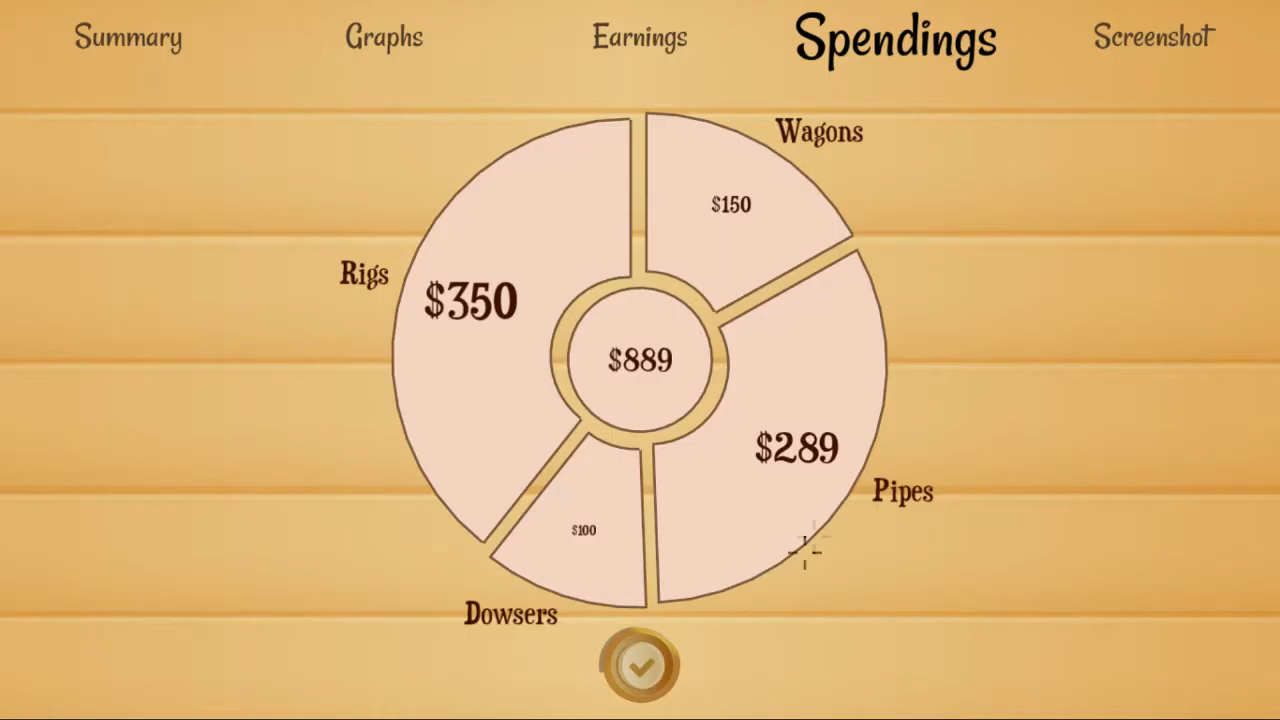 Summary
Graphs
Earnings
Spendings
Screenshot
Wagons
$150
Rigs
$350
$889
$289
Pipes
$100
Dowsers